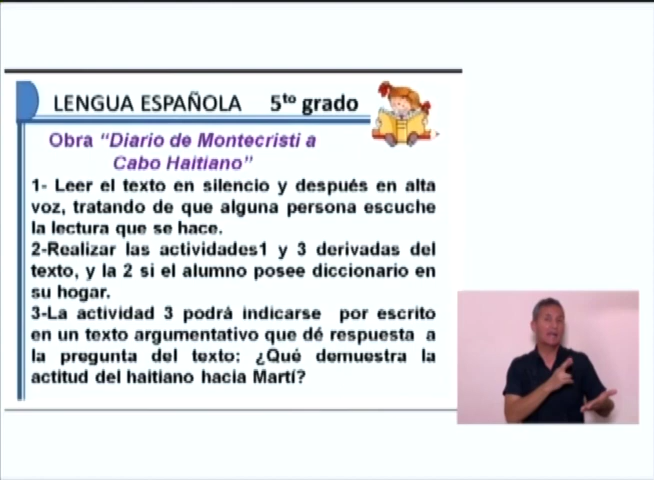 LENGUA ESPAÑOLA 5to grado
Obra “Diario de Montecristi a
Cabo Haitiano”
1- Leer el texto en silencio y después en alta
voz, tratando de que alguna persona escuche
la lectura que se hace.
2-Realizar las actividades1 y 3 derivadas del
texto, y la 2 si el alumno posee diccionario en
su hogar.
3-La actividad 3 podrá indicarse por escrito
en un texto argumentativo que dé respuesta a
la pregunta del texto: ¿Qué demuestra la
actitud del haitiano hacia Martí?